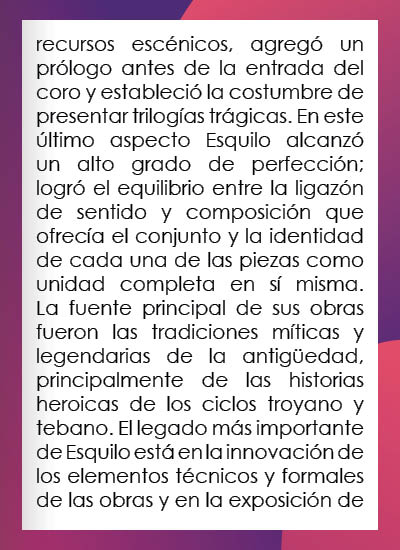 recursos escénicos, agregó un
prólogo antes de la entrada del
coro y estableció la costumbre de
presentar trilogías trágicas. En este
último aspecto Esquilo alcanzó
un alto grado de perfección;
logró el equilibrio entre la ligazón
de sentido y composición que
ofrecía el conjunto y la identidad
de cada una de las piezas como
unidad completa en sí misma.
La fuente principal de sus obras
fueron las tradiciones míticas y
legendarias de la antigüedad,
principalmente de las historias
heroicas de los ciclos troyano y
tebano. El legado más importante
de Esquilo está en la innovación de
los elementos técnicos y formales
de las obras y en la exposición de